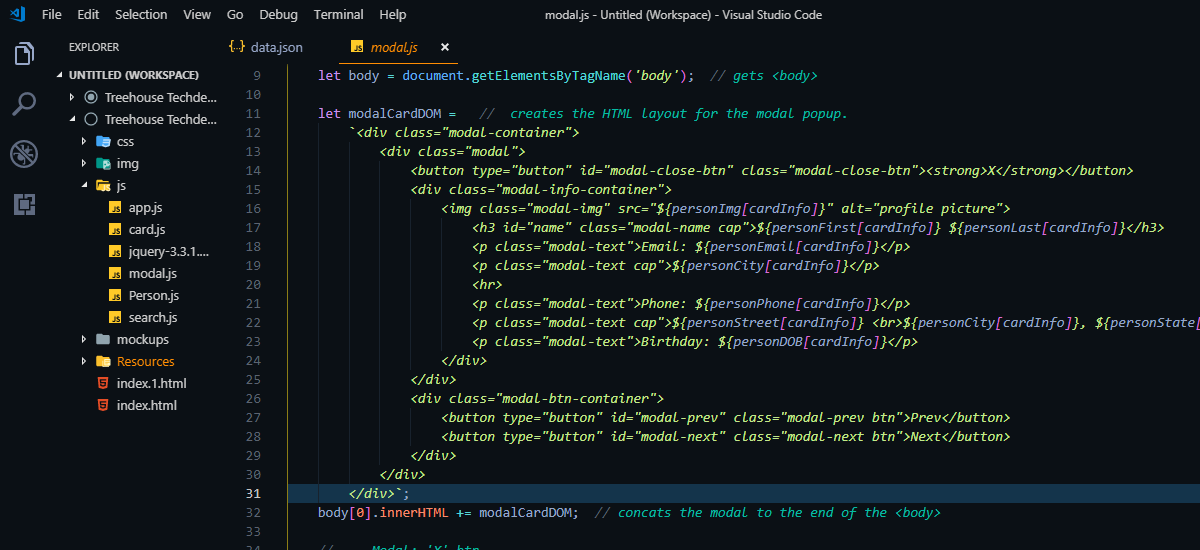 File Edit Selection View Go Debug Terminal Help modal.js - Untitled (Workspace) - Visual Studio Code
EXPLORER
UNTITLED (WORKSPACE)
Treehouse Techde...
Treehouse Techde...
css
img
js
app.js
card.js
jquery-3.3.1....
modal.js
Person.js
search.js
mockups
Resources
index.1.html
index.html
{..} data.json JS modal.js ×
9 let body = document.getElementsByTagName('body'); // gets <body>
10
11 let modalCardDOM = // creates the HTML layout for the modal popup.
12 `<div class="modal-container">
13 <div class="modal">
14 <button type="button" id="modal-close-btn" class="modal-close-btn"><strong>X</strong></button>
15 <div class="modal-info-container">
16 <img class="modal-img" src="${personImg[cardInfo]}" alt="profile picture">
17 <h3 id="name" class="modal-name cap">${personFirst[cardInfo]} ${personLast[cardInfo]}</h3>
18 <p class="modal-text">Email: ${personEmail[cardInfo]}</p>
19 <p class="modal-text cap">${personCity[cardInfo]}</p>
20 <hr>
21 <p class="modal-text">Phone: ${personPhone[cardInfo]}</p>
22 <p class="modal-text cap">${personStreet[cardInfo]} <br>${personCity[cardInfo]}, ${personState[
23 <p class="modal-text">Birthday: ${personDOB[cardInfo]}</p>
24 </div>
25 </div>
26 <div class="modal-btn-container">
27 <button type="button" id="modal-prev" class="modal-prev btn">Prev</button>
28 <button type="button" id="modal-next" class="modal-next btn">Next</button>
29 </div>
30 </div>
31 </div>`;
32 body[0].innerHTML += modalCardDOM; // concats the modal to the end of the <body>
33
34 // Modal: 'X' btn